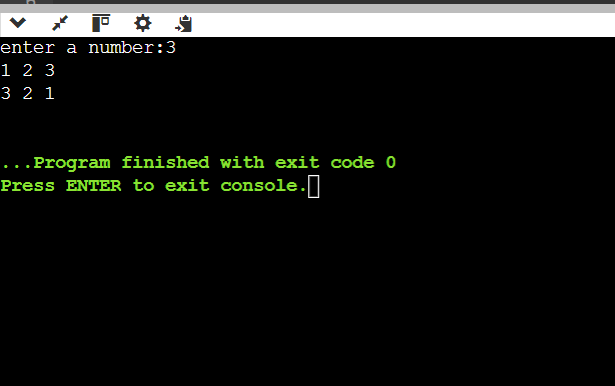 enter a number:3
1 2 3
3 2 1
...Program finished with exit code 0
Press ENTER to exit console.